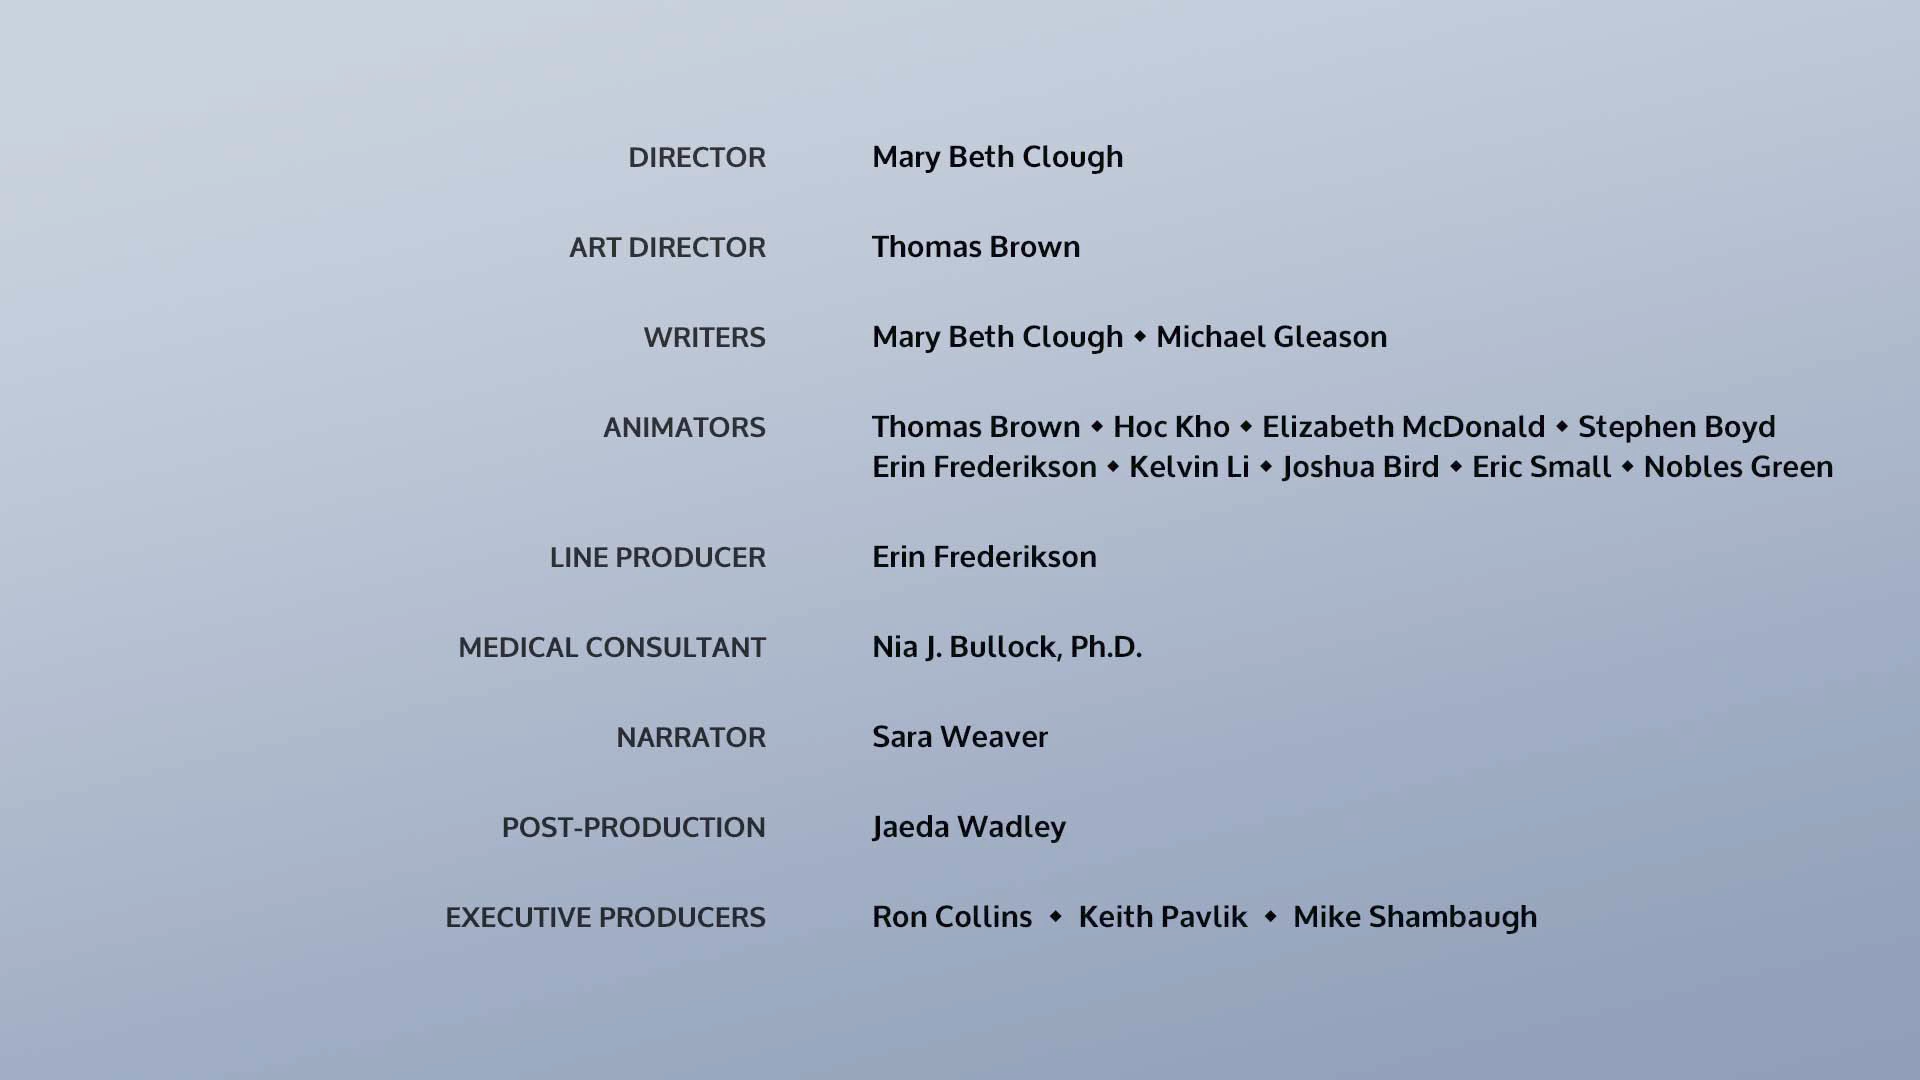 DIRECTOR Mary Beth Clough
ART DIRECTOR Thomas Brown
WRITERS Mary Beth Clough ◆ Michael Gleason
ANIMATORS Thomas Brown ◆ Hoc Kho ◆ Elizabeth McDonald ◆ Stephen Boyd
Erin Frederikson ◆ Kelvin Li ◆ Joshua Bird ◆ Eric Small ◆ Nobles Green
LINE PRODUCER Erin Frederikson
MEDICAL CONSULTANT Nia J. Bullock, Ph.D.
NARRATOR Sara Weaver
POST-PRODUCTION Jaeda Wadley
EXECUTIVE PRODUCERS Ron Collins ◆ Keith Pavlik ◆ Mike Shambaugh